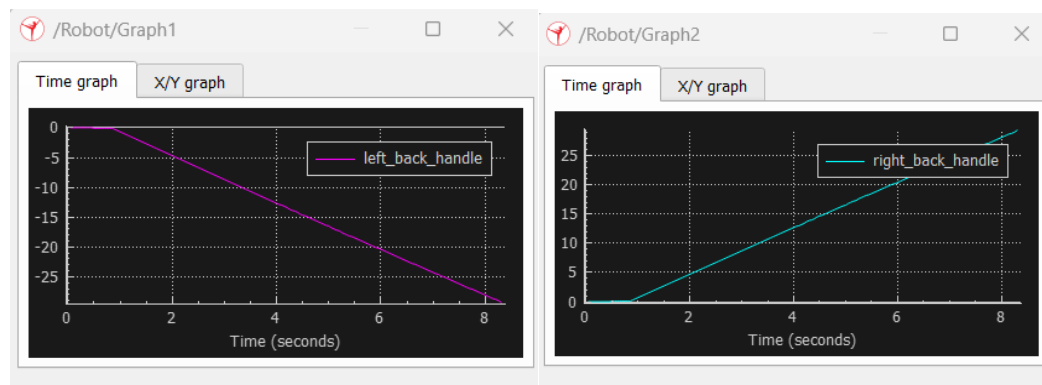 /Robot/Graph1
Time graph X/Y graph
0
-5
-10
-15
-20
-25
left_back_handle
0 2 4 6 8
Time (seconds)
/Robot/Graph2
Time graph X/Y graph
25
20
15
10
5
0
right_back_handle
0 2 4 6 8
Time (seconds)